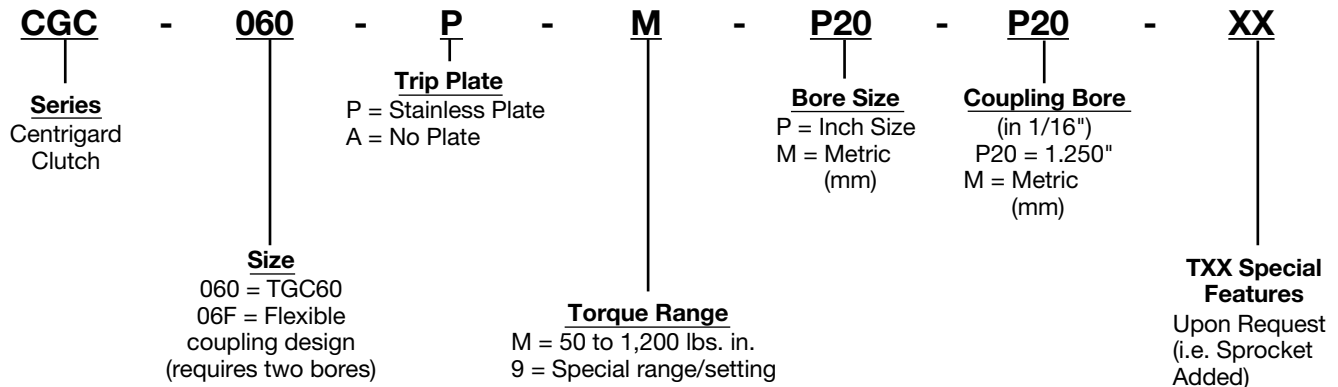 CGC - 060 - P - M - P20 - P20 - XX
Series
Centrigard
Clutch
Size
060 = TGC60
06F = Flexible
coupling design
(requires two bores)
Trip Plate
P = Stainless Plate
A = No Plate
Torque Range
M = 50 to 1,200 lbs. in.
9 = Special range/setting
Bore Size
P = Inch Size
M = Metric
(mm)
Coupling Bore
(in 1/16")
P20 = 1.250"
M = Metric
(mm)
TXX Special
Features
Upon Request
(i.e. Sprocket
Added)